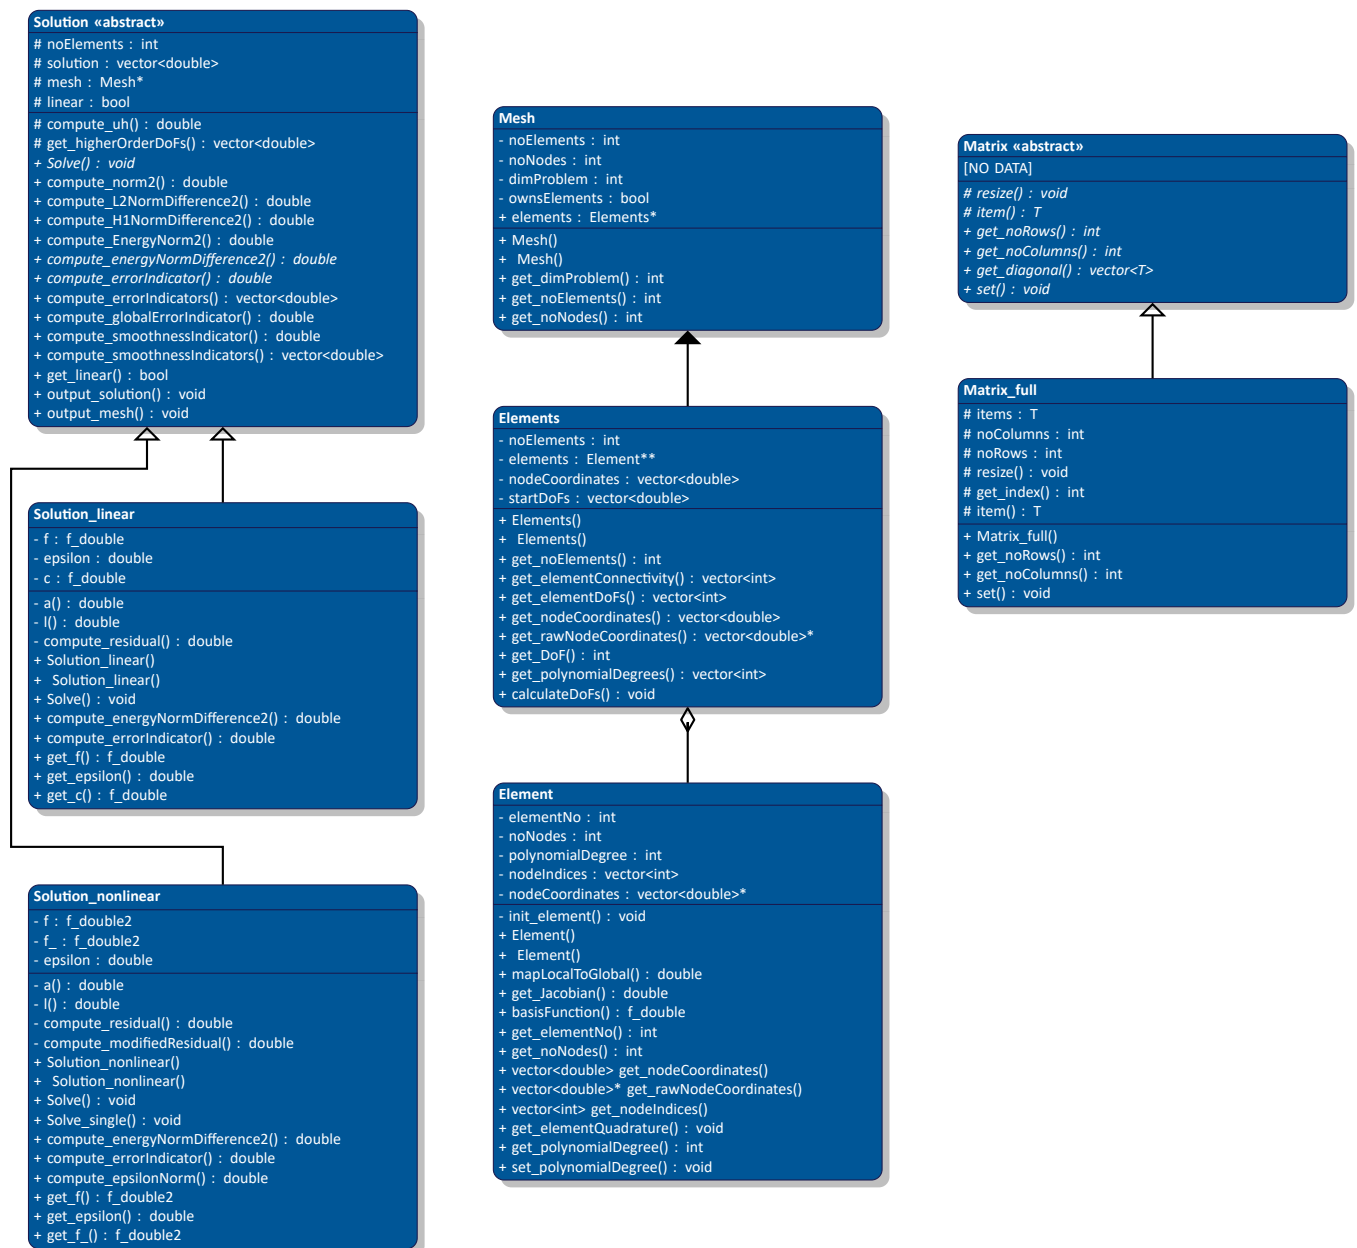 Solution «abstract»
# noElements : int
# solution : vector<double>
# mesh : Mesh*
# linear : bool
# compute_uh() : double
# get_higherOrderDoFs() : vector<double>
+ Solve() : void
+ compute_norm2() : double
+ compute_L2NormDifference2() : double
+ compute_H1NormDifference2() : double
+ compute_EnergyNorm2() : double
+ compute_energyNormDifference2() : double
+ compute_errorIndicator() : double
+ compute_errorIndicators() : vector<double>
+ compute_globalErrorIndicator() : double
+ compute_smoothnessIndicator() : double
+ compute_smoothnessIndicators() : vector<double>
+ get_linear() : bool
+ output_solution() : void
+ output_mesh() : void
Solution_linear
- f : f_double
- epsilon : double
- c : f_double
- a() : double
- l() : double
- compute_residual() : double
+ Solution_linear()
+  Solution_linear()
+ Solve() : void
+ compute_energyNormDifference2() : double
+ compute_errorIndicator() : double
+ get_f() : f_double
+ get_epsilon() : double
+ get_c() : f_double
Solution_nonlinear
- f : f_double2
- f_ : f_double2
- epsilon : double
- a() : double
- l() : double
- compute_residual() : double
- compute_modifiedResidual() : double
+ Solution_nonlinear()
+  Solution_nonlinear()
+ Solve() : void
+ Solve_single() : void
+ compute_energyNormDifference2() : double
+ compute_errorIndicator() : double
+ compute_epsilonNorm() : double
+ get_f() : f_double2
+ get_epsilon() : double
+ get_f_() : f_double2
Mesh
- noElements : int
- noNodes : int
- dimProblem : int
- ownsElements : bool
+ elements : Elements*
+ Mesh()
+  Mesh()
+ get_dimProblem() : int
+ get_noElements() : int
+ get_noNodes() : int
Elements
- noElements : int
- elements : Element**
- nodeCoordinates : vector<double>
- startDoFs : vector<double>
+ Elements()
+  Elements()
+ get_noElements() : int
+ get_elementConnectivity() : vector<int>
+ get_elementDoFs() : vector<int>
+ get_nodeCoordinates() : vector<double>
+ get_rawNodeCoordinates() : vector<double>*
+ get_DoF() : int
+ get_polynomialDegrees() : vector<int>
+ calculateDoFs() : void
Element
- elementNo : int
- noNodes : int
- polynomialDegree : int
- nodeIndices : vector<int>
- nodeCoordinates : vector<double>*
- init_element() : void
+ Element()
+  Element()
+ mapLocalToGlobal() : double
+ get_Jacobian() : double
+ basisFunction() : f_double
+ get_elementNo() : int
+ get_noNodes() : int
+ vector<double> get_nodeCoordinates()
+ vector<double>* get_rawNodeCoordinates()
+ vector<int> get_nodeIndices()
+ get_elementQuadrature() : void
+ get_polynomialDegree() : int
+ set_polynomialDegree() : void
Matrix «abstract»
[NO DATA]
# resize() : void
# item() : T
+ get_noRows() : int
+ get_noColumns() : int
+ get_diagonal() : vector<T>
+ set() : void
Matrix_full
# items : T
# noColumns : int
# noRows : int
# resize() : void
# get_index() : int
# item() : T
+ Matrix_full()
+ get_noRows() : int
+ get_noColumns() : int
+ set() : void